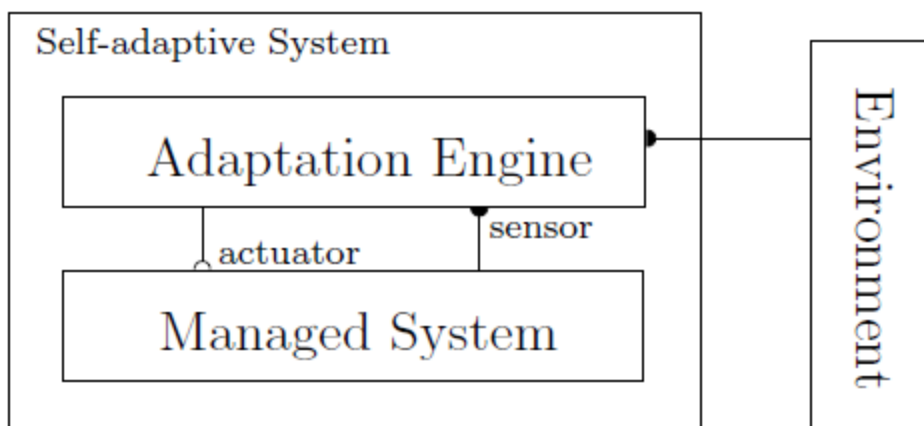 Self-adaptive System
Adaptation Engine
sensor
actuator
Managed System
Environment